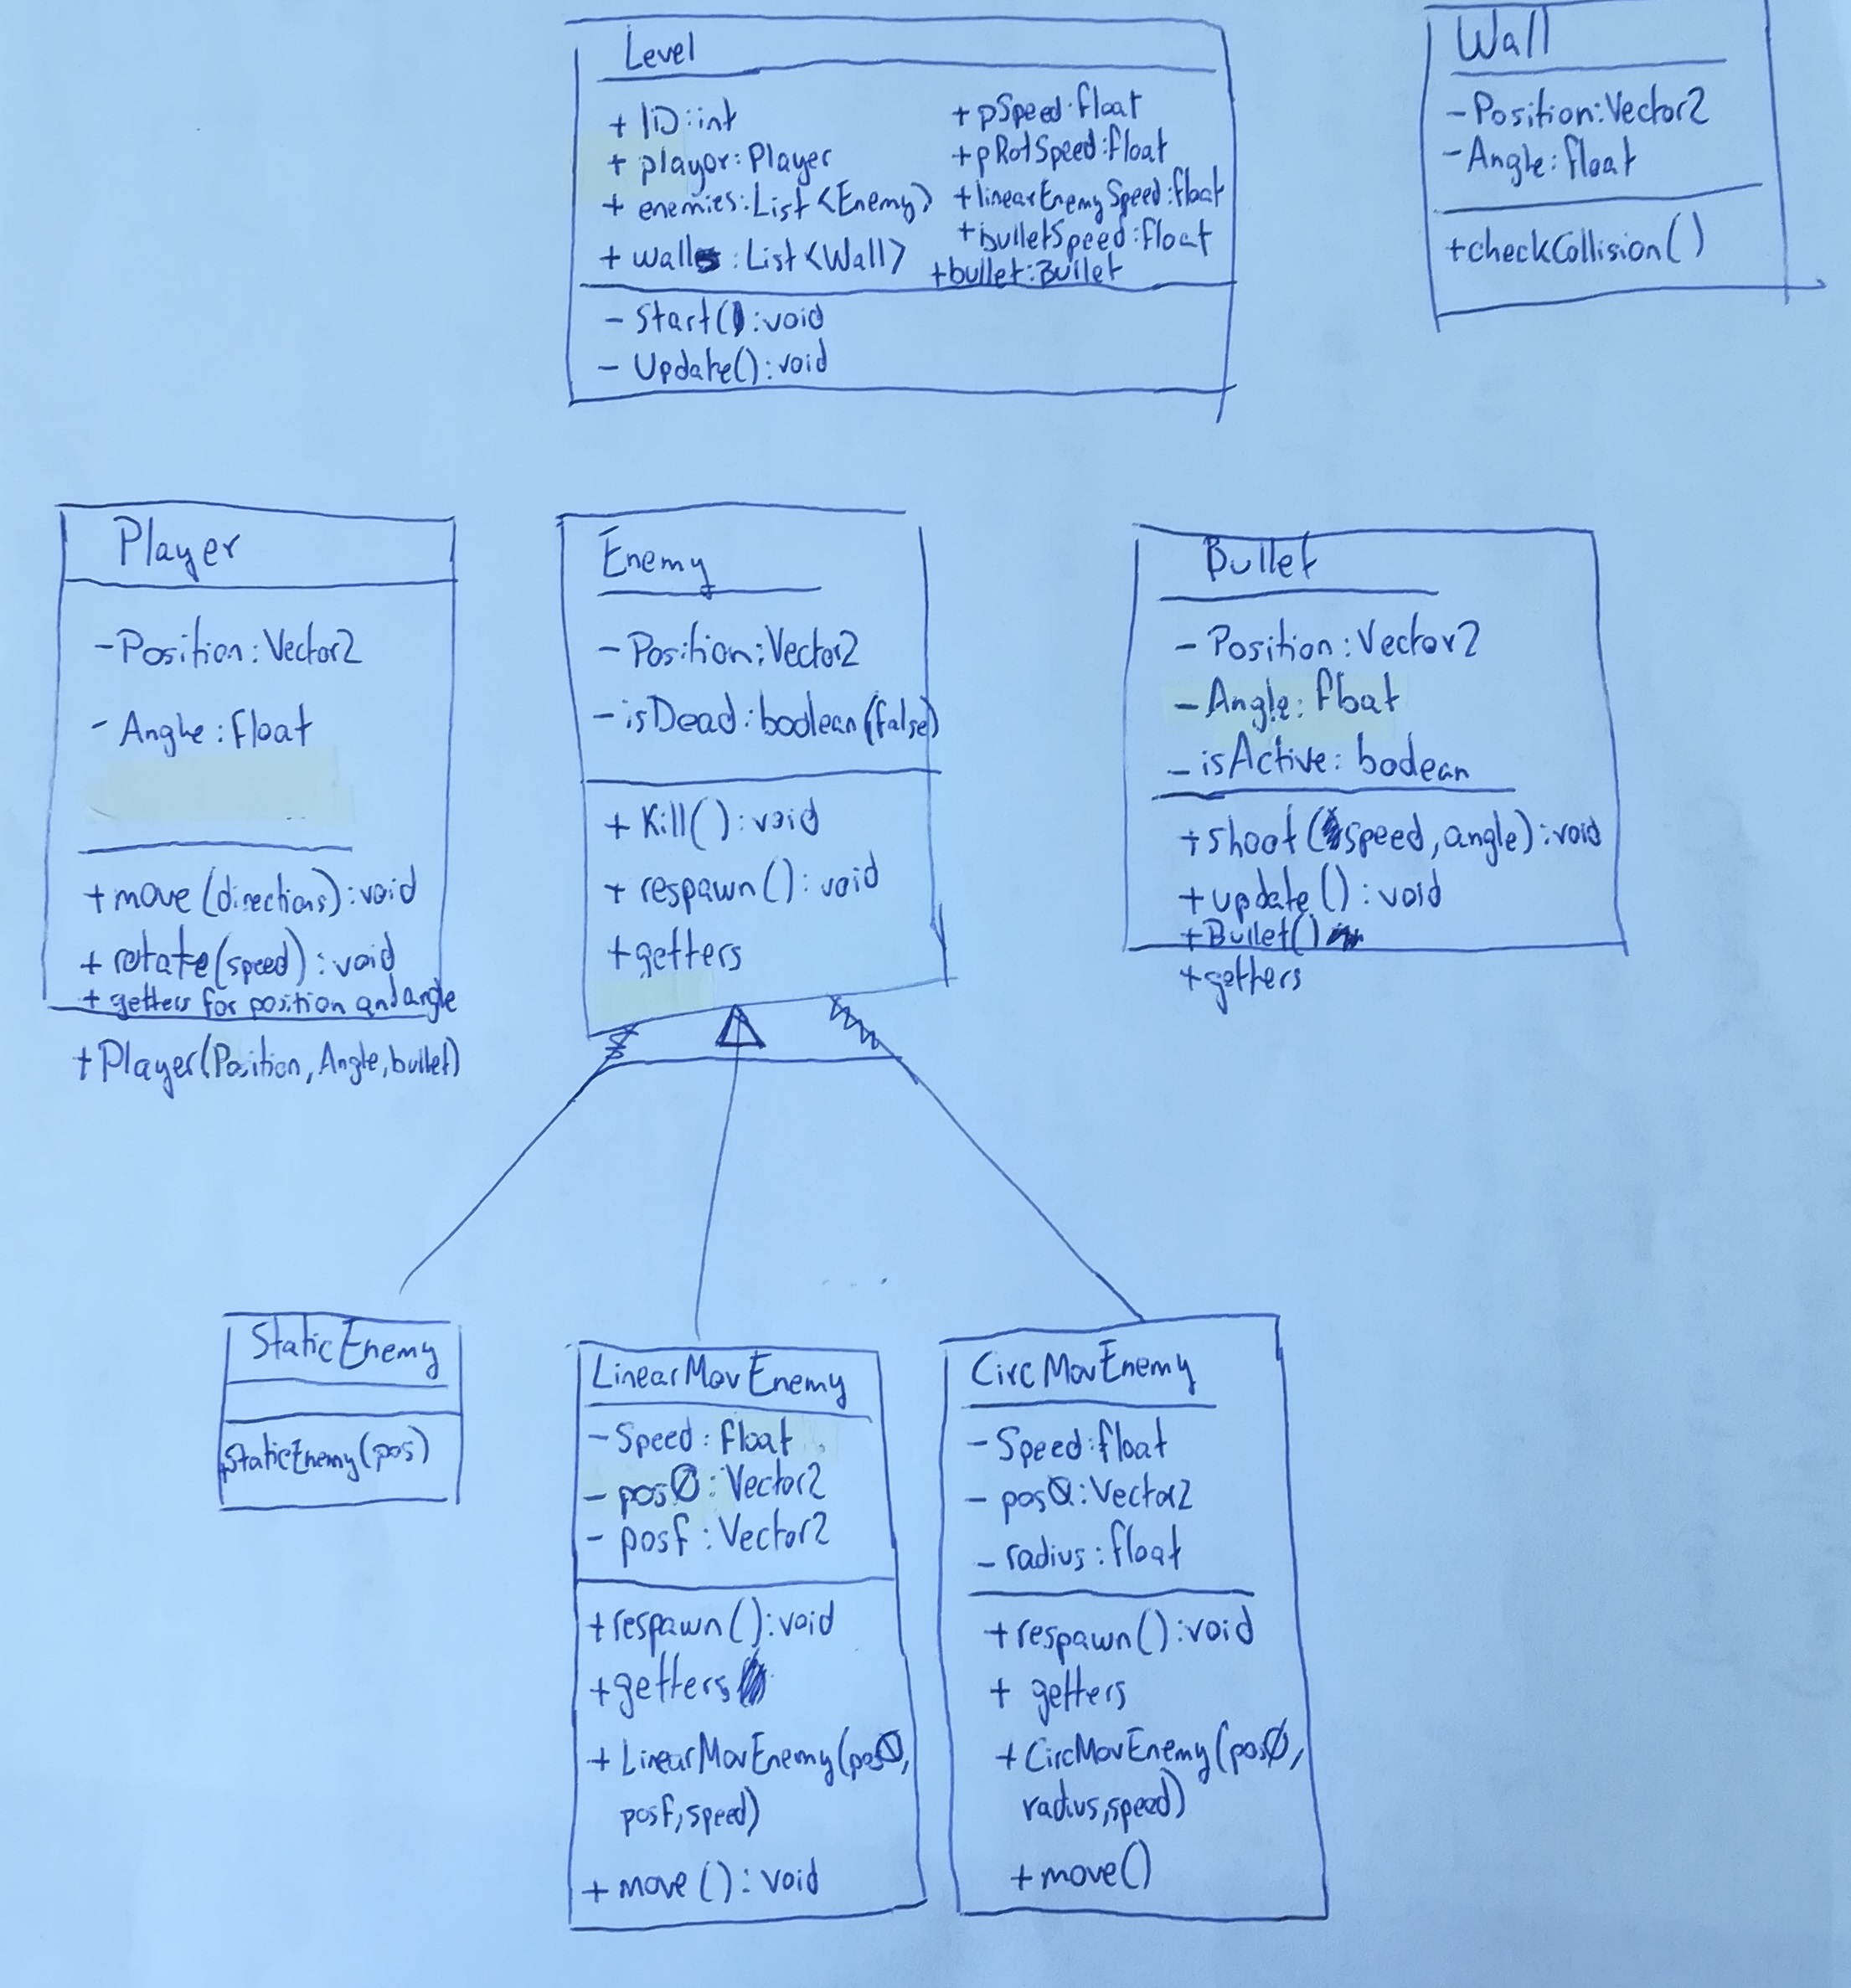 Level
+ ID:int
+ player:Player
+ enemies:List<Enemy>
+ walls:List<Wall>
+ pSpeed:float
+pRotSpeed:float
+linearEnemySpeed:float
+bulletSpeed:float
+bullet:Bullet
- Start():void
- Update():void
Wall
-Position:Vector2
-Angle:float
+checkCollision()
Player
-Position:Vector2
- Angle:float
+move(directions):void
+ rotate(speed):void
+ getters for position and angle
+Player(Position, Angle, bullet)
Enemy
-Position:Vector2
-isDead:boolean(false)
+ Kill():void
+ respawn():void
+getters
Bullet
- Position:Vector2
- Angle:float
- isActive: boolean
+shoot(speed, angle):void
+update():void
+Bullet()
+getters
StaticEnemy
+StaticEnemy(pos)
LinearMovEnemy
- Speed:float
- pos0:Vector2
- posf:Vector2
+respawn():void
+getters
+ LinearMovEnemy(pos0,
posf,speed)
+ move():void
CircMovEnemy
- Speed:float
- pos0:Vector2
- radius:float
+respawn():void
+ getters
+CircMovEnemy(pos0,
radius,speed)
+move()